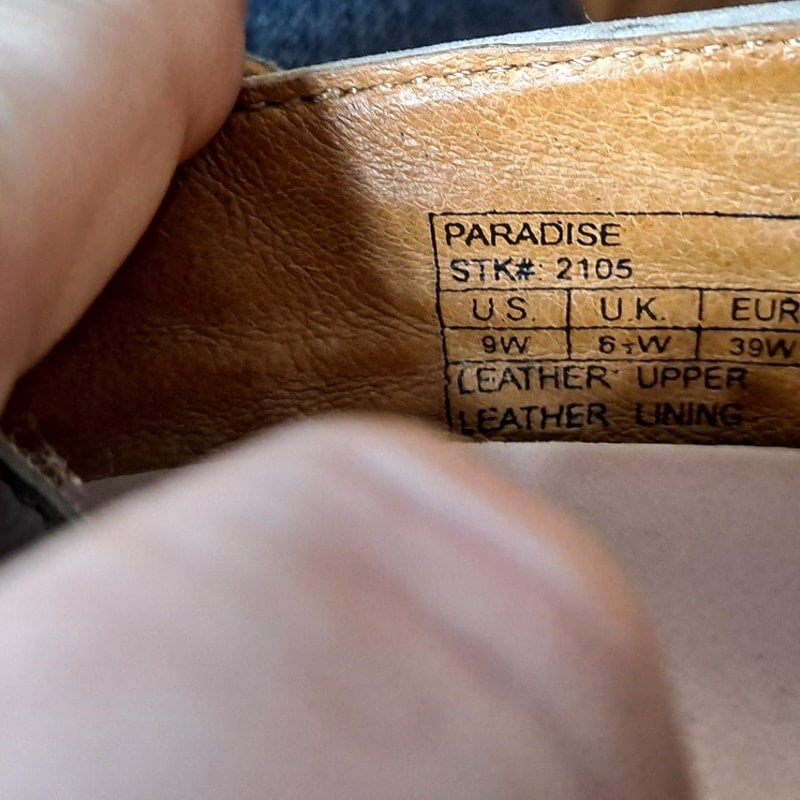 PARADISE
STK#: 2105
U.S. U.K. EUR
9W 6½W 39W
LEATHER UPPER
LEATHER LINING